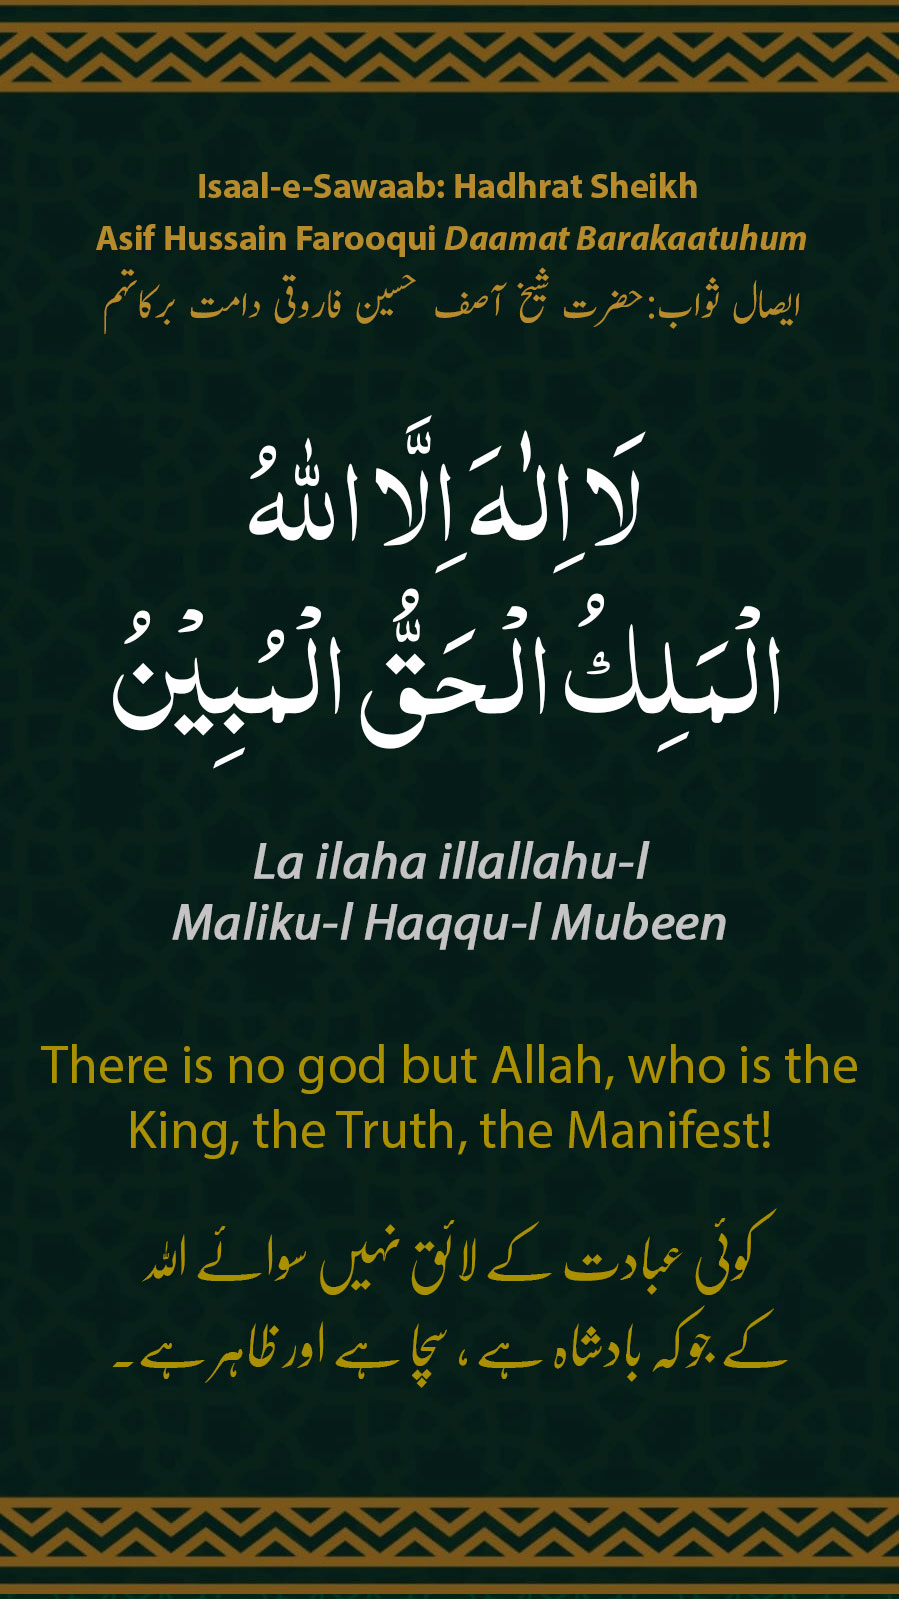 Isaal-e-Sawaab: Hadhrat Sheikh
Asif Hussain Farooqui Daamat Barakaatuhum
ایصال ثواب: حضرت شیخ آصف حسین فاروقی دامت برکاتہم
لَا اِلٰهَ اِلَّا اللّٰهُ
الْمَلِكُ الْحَقُّ الْمُبِيْنُ
La ilaha illallahu-l
Maliku-l Haqqu-l Mubeen
There is no god but Allah, who is the
King, the Truth, the Manifest!
کوئی عبادت کے لائق نہیں سوائے اللہ
کے جو کہ بادشاہ ہے، سچا ہے اور ظاہر ہے۔